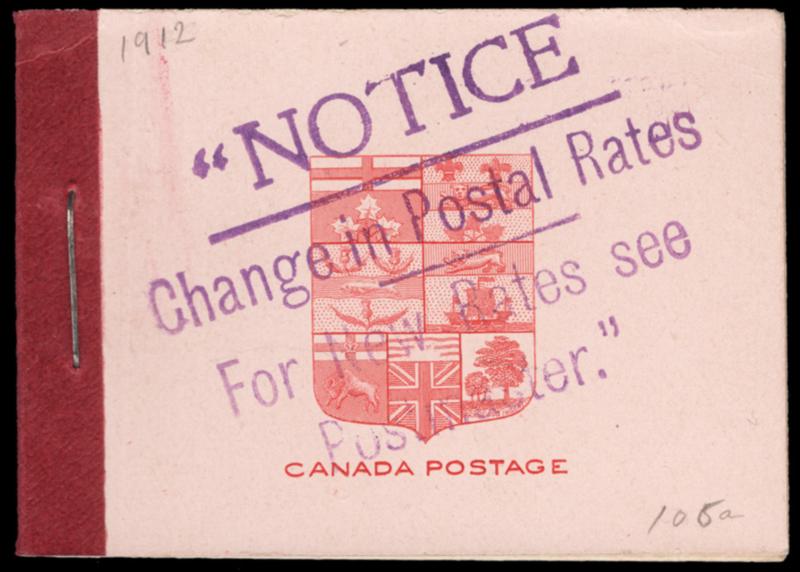 1912
“NOTICE
Change in Postal Rates
For New Rates see
Postmaster.”
CANADA POSTAGE
105a